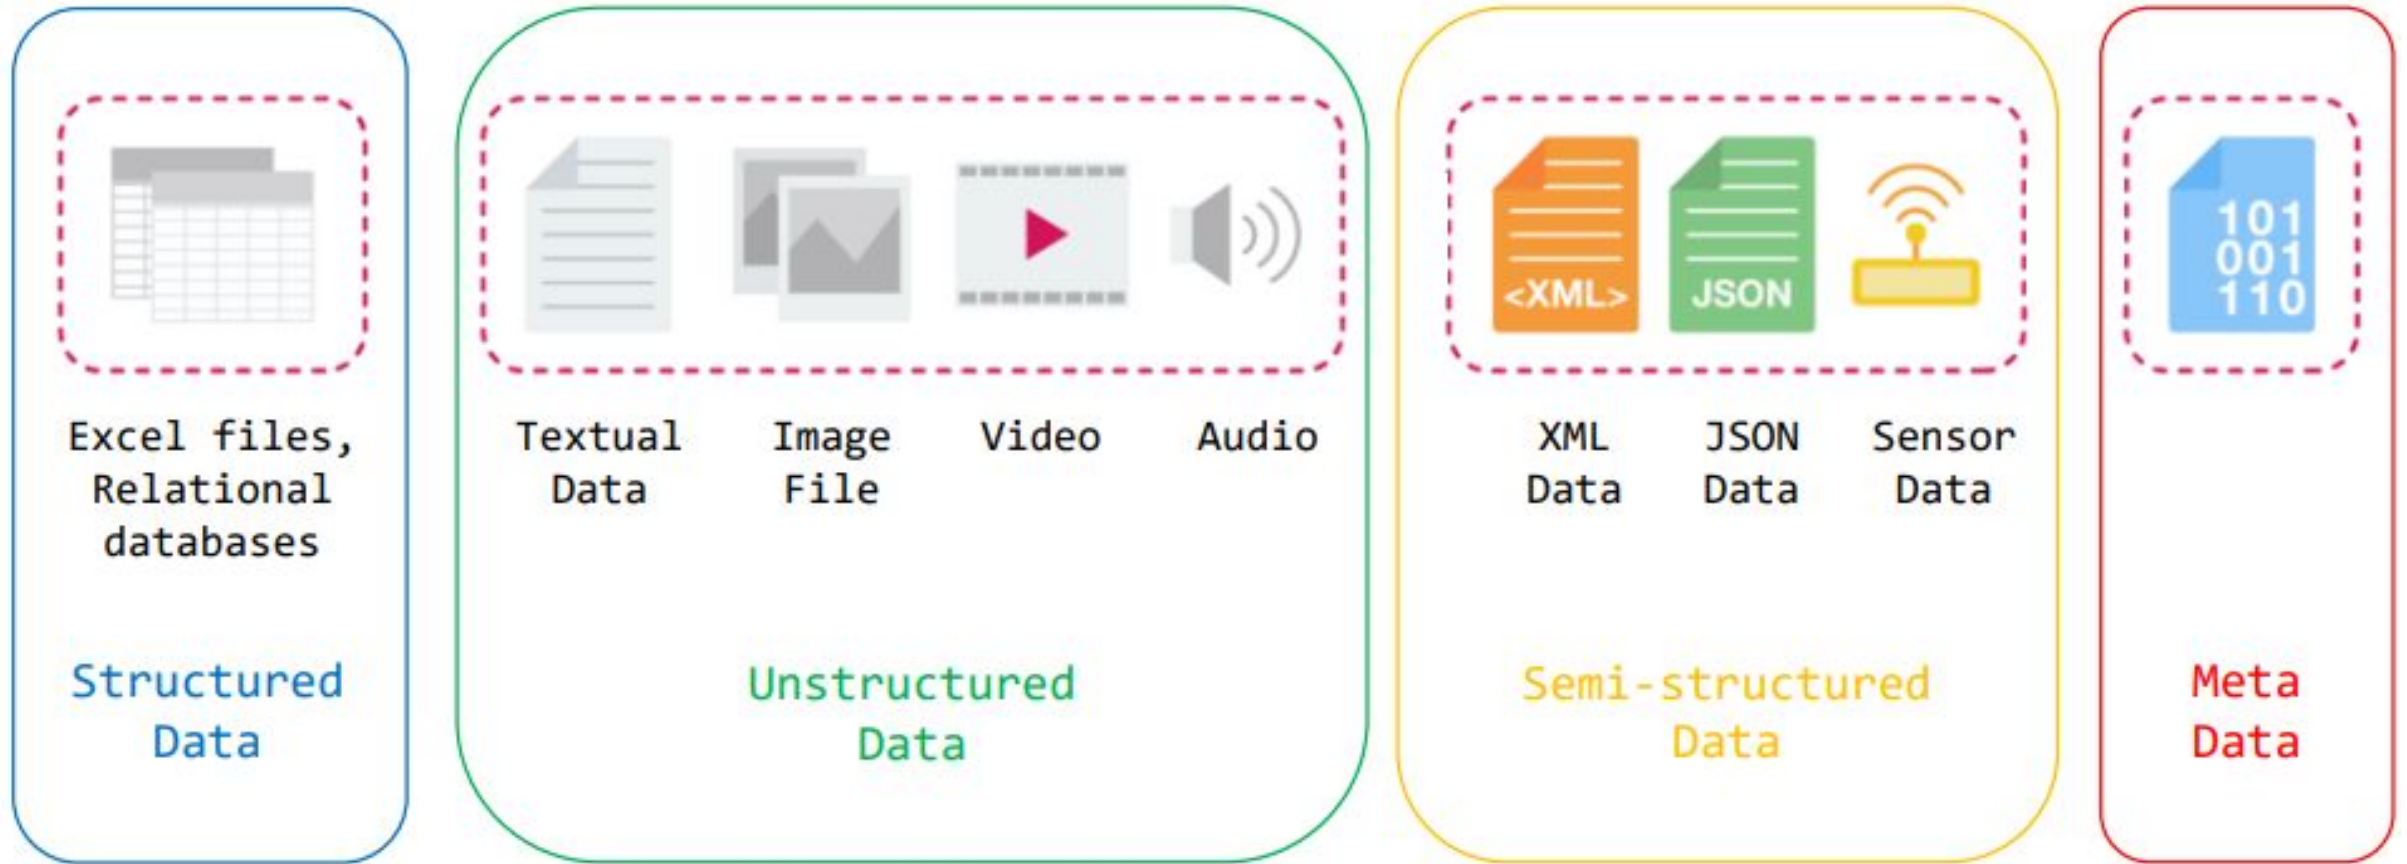 <XML>
JSON
101
001
110
Excel files,
Relational
databases
Textual
Data
Image
File
Video
Audio
XML
Data
JSON
Data
Sensor
Data
Structured
Data
Unstructured
Data
Semi-structured
Data
Meta
Data